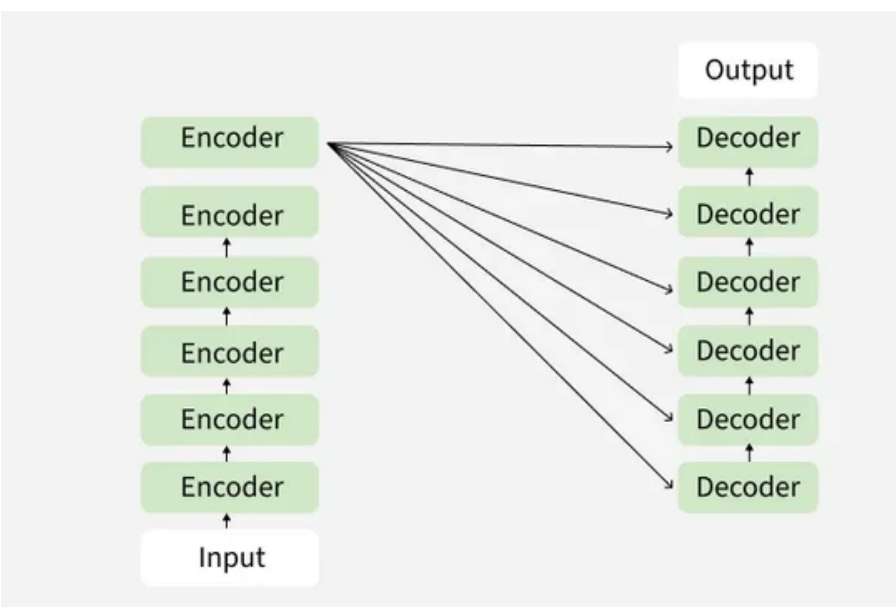 Output
Encoder
Decoder
Encoder
Decoder
Encoder
Decoder
Encoder
Decoder
Encoder
Decoder
Encoder
Decoder
Input